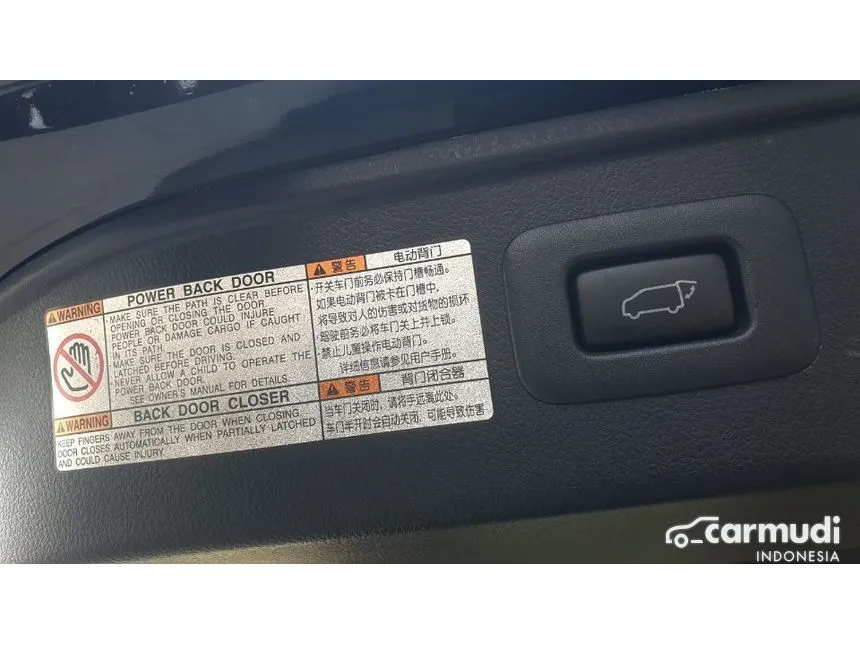 WARNING
POWER BACK DOOR
· MAKE SURE THE PATH IS CLEAR BEFORE
OPENING OR CLOSING THE DOOR.
POWER BACK DOOR COULD INJURE
PEOPLE OR DAMAGE CARGO IF CAUGHT
IN ITS PATH.
· MAKE SURE THE DOOR IS CLOSED AND
LATCHED BEFORE DRIVING.
· NEVER ALLOW A CHILD TO OPERATE THE
POWER BACK DOOR.
SEE OWNER'S MANUAL FOR DETAILS.
WARNING
BACK DOOR CLOSER
KEEP FINGERS AWAY FROM THE DOOR WHEN CLOSING.
DOOR CLOSES AUTOMATICALLY WHEN PARTIALLY LATCHED
AND COULD CAUSE INJURY.
警告
电动背门
·开关车门前务必保持门槽畅通。
如果电动背门被卡在门槽中，
将导致对人的伤害或对货物的损坏
·驾驶前务必将车门关上并上锁。
·禁止儿童操作电动背门。
详细信息请参见用户手册。
警告
背门闭合器
当车门关闭时，请将手远离此处。
车门半开时会自动关闭，可能导致伤害
carmudi
INDONESIA